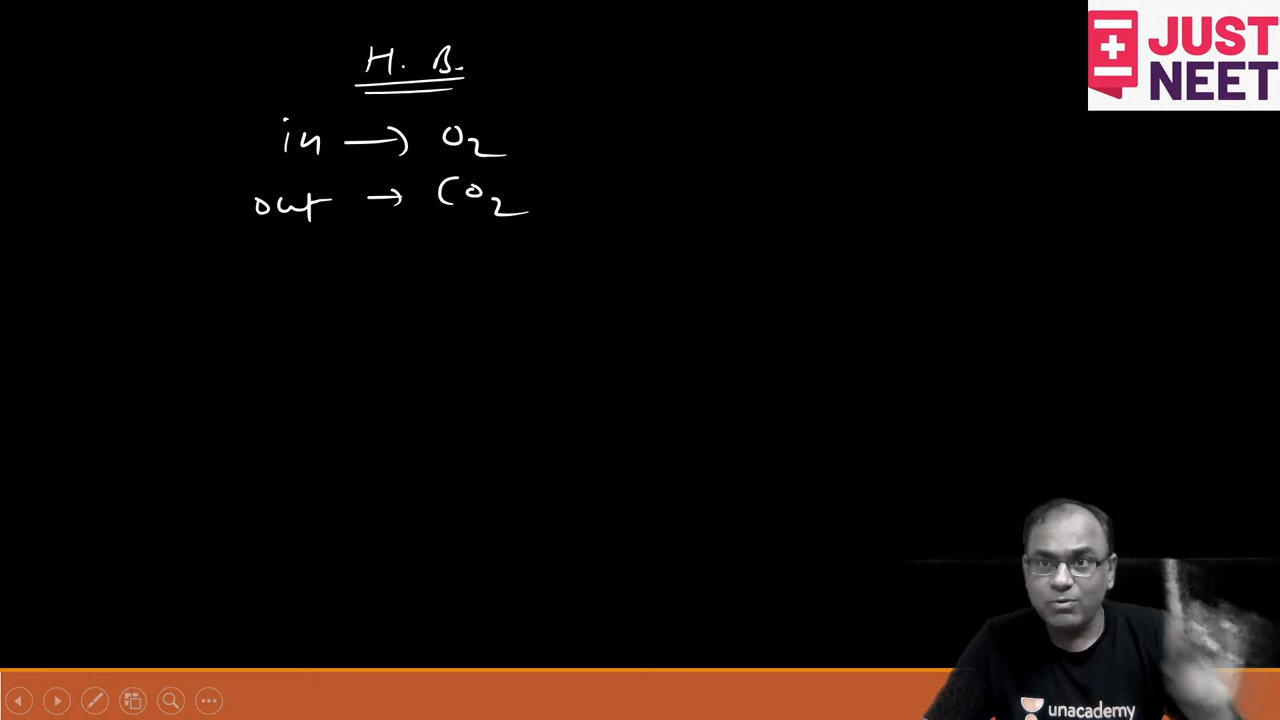 H. B.
in → O2
out → CO2
JUST
NEET
unacademy